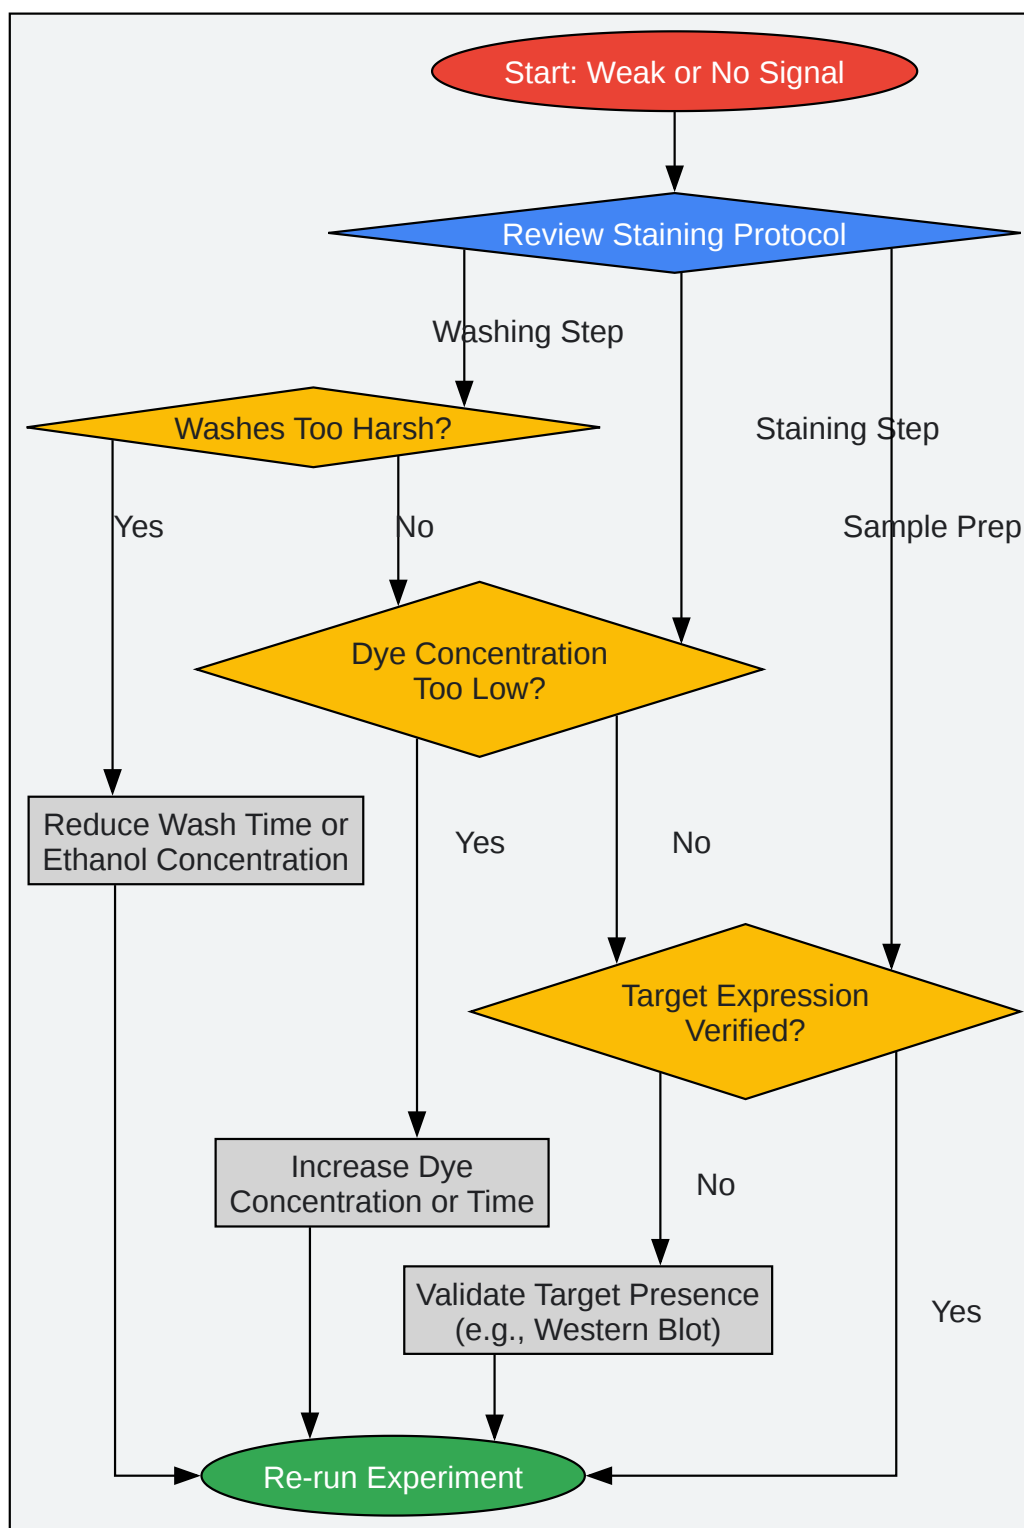 Start: Weak or No Signal
Review Staining Protocol
Washing Step
Washes Too Harsh?
Staining Step
Yes
No
Sample Prep
Dye Concentration
Too Low?
Reduce Wash Time or
Ethanol Concentration
Yes
No
Target Expression
Verified?
Increase Dye
Concentration or Time
No
Validate Target Presence
(e.g., Western Blot)
Yes
Re-run Experiment